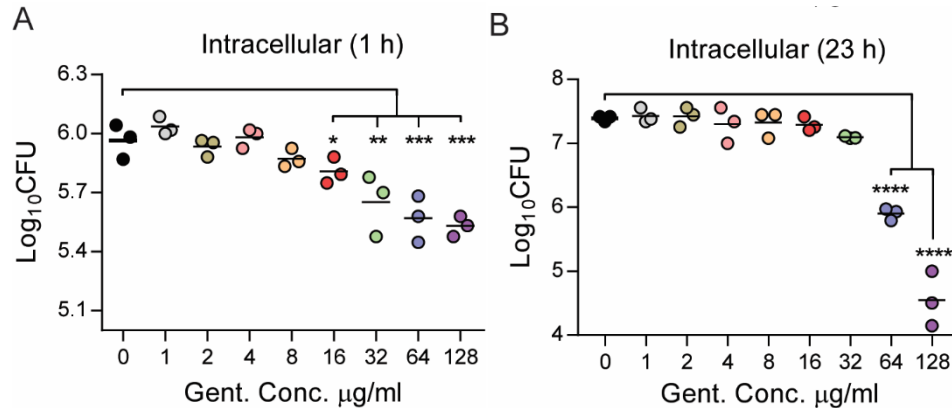 A
Intracellular (1 h)
Log10CFU
6.3
6.0
5.7
5.4
5.1
* ** *** ***
0 1 2 4 8 16 32 64 128
Gent. Conc. μg/ml
B
Intracellular (23 h)
Log10CFU
8
7
6
5
4
****
****
0 1 2 4 8 16 32 64 128
Gent. Conc. μg/ml